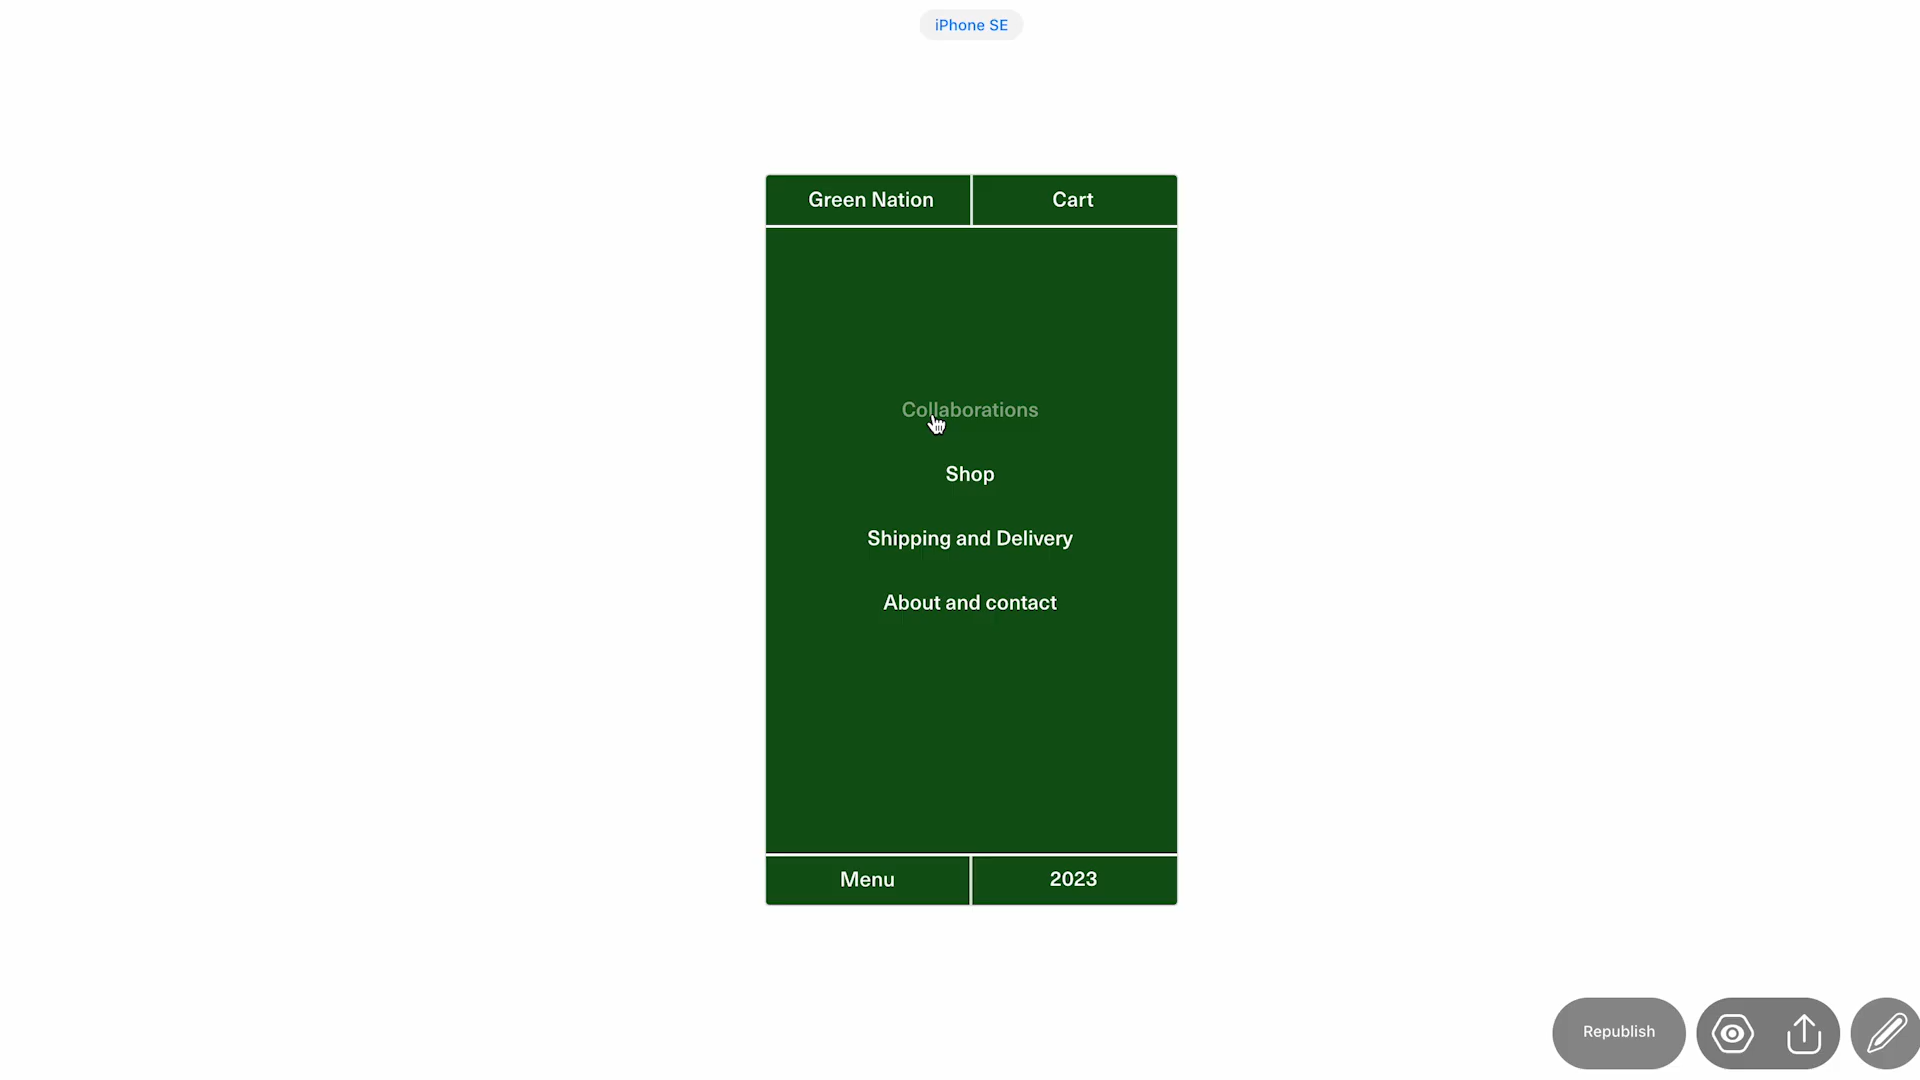 iPhone SE
Green Nation
Cart
Collaborations
Shop
Shipping and Delivery
About and contact
Menu
2023
Republish